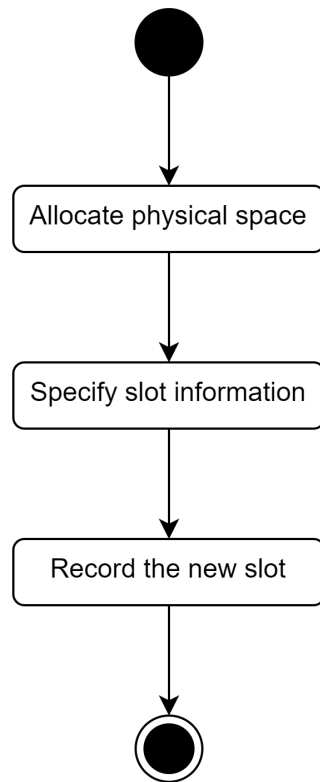 Allocate physical space
Specify slot information
Record the new slot